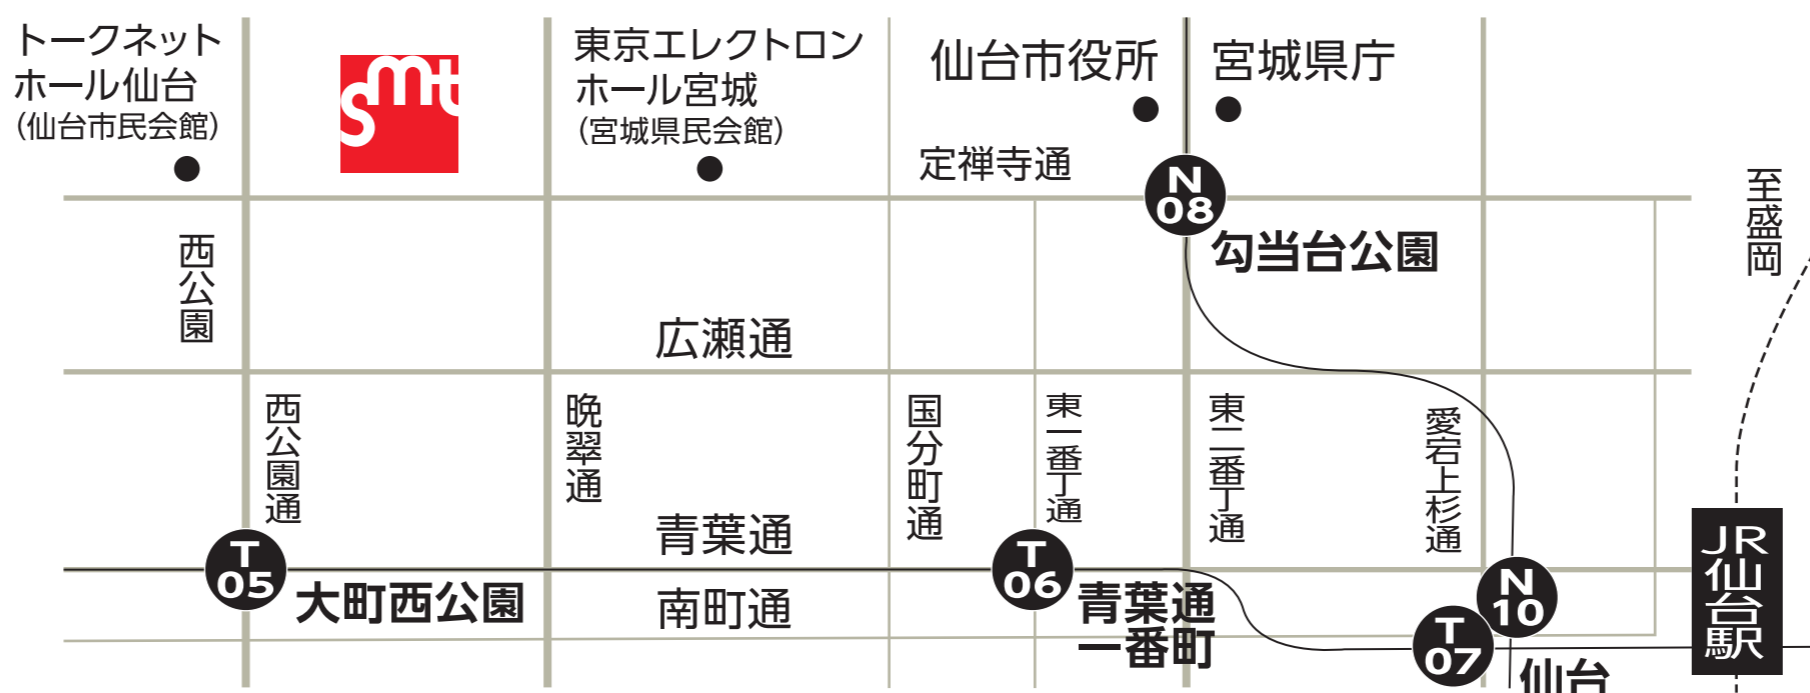 トークネット
ホール仙台
（仙台市民会館）
smt
東京エレクトロン
ホール宮城
（宮城県民会館）
仙台市役所
宮城県庁
定禅寺通
N
08
勾当台公園
至盛岡
西公園
広瀬通
西公園通
晩翠通
国分町通
東一番丁通
東二番丁通
愛宕上杉通
青葉通
T
05
大町西公園
南町通
T
06
青葉通
一番町
N
10
T
07
仙台
JR仙台駅